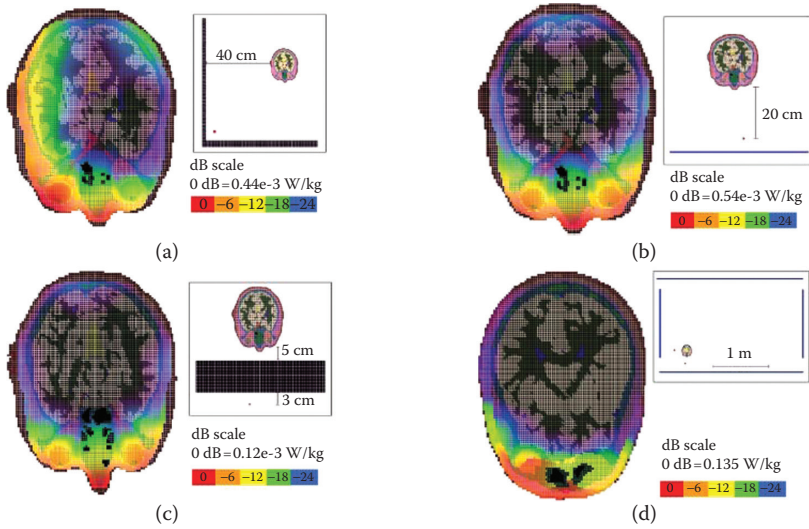 40 cm
dB scale
0 dB=0.44e-3 W/kg
0 −6 −12 −18 −24
(a)
20 cm
dB scale
0 dB=0.54e-3 W/kg
0 −6 −12 −18 −24
(b)
5 cm
3 cm
dB scale
0 dB=0.12e-3 W/kg
0 −6 −12 −18 −24
(c)
1 m
dB scale
0 dB=0.135 W/kg
0 −6 −12 −18 −24
(d)